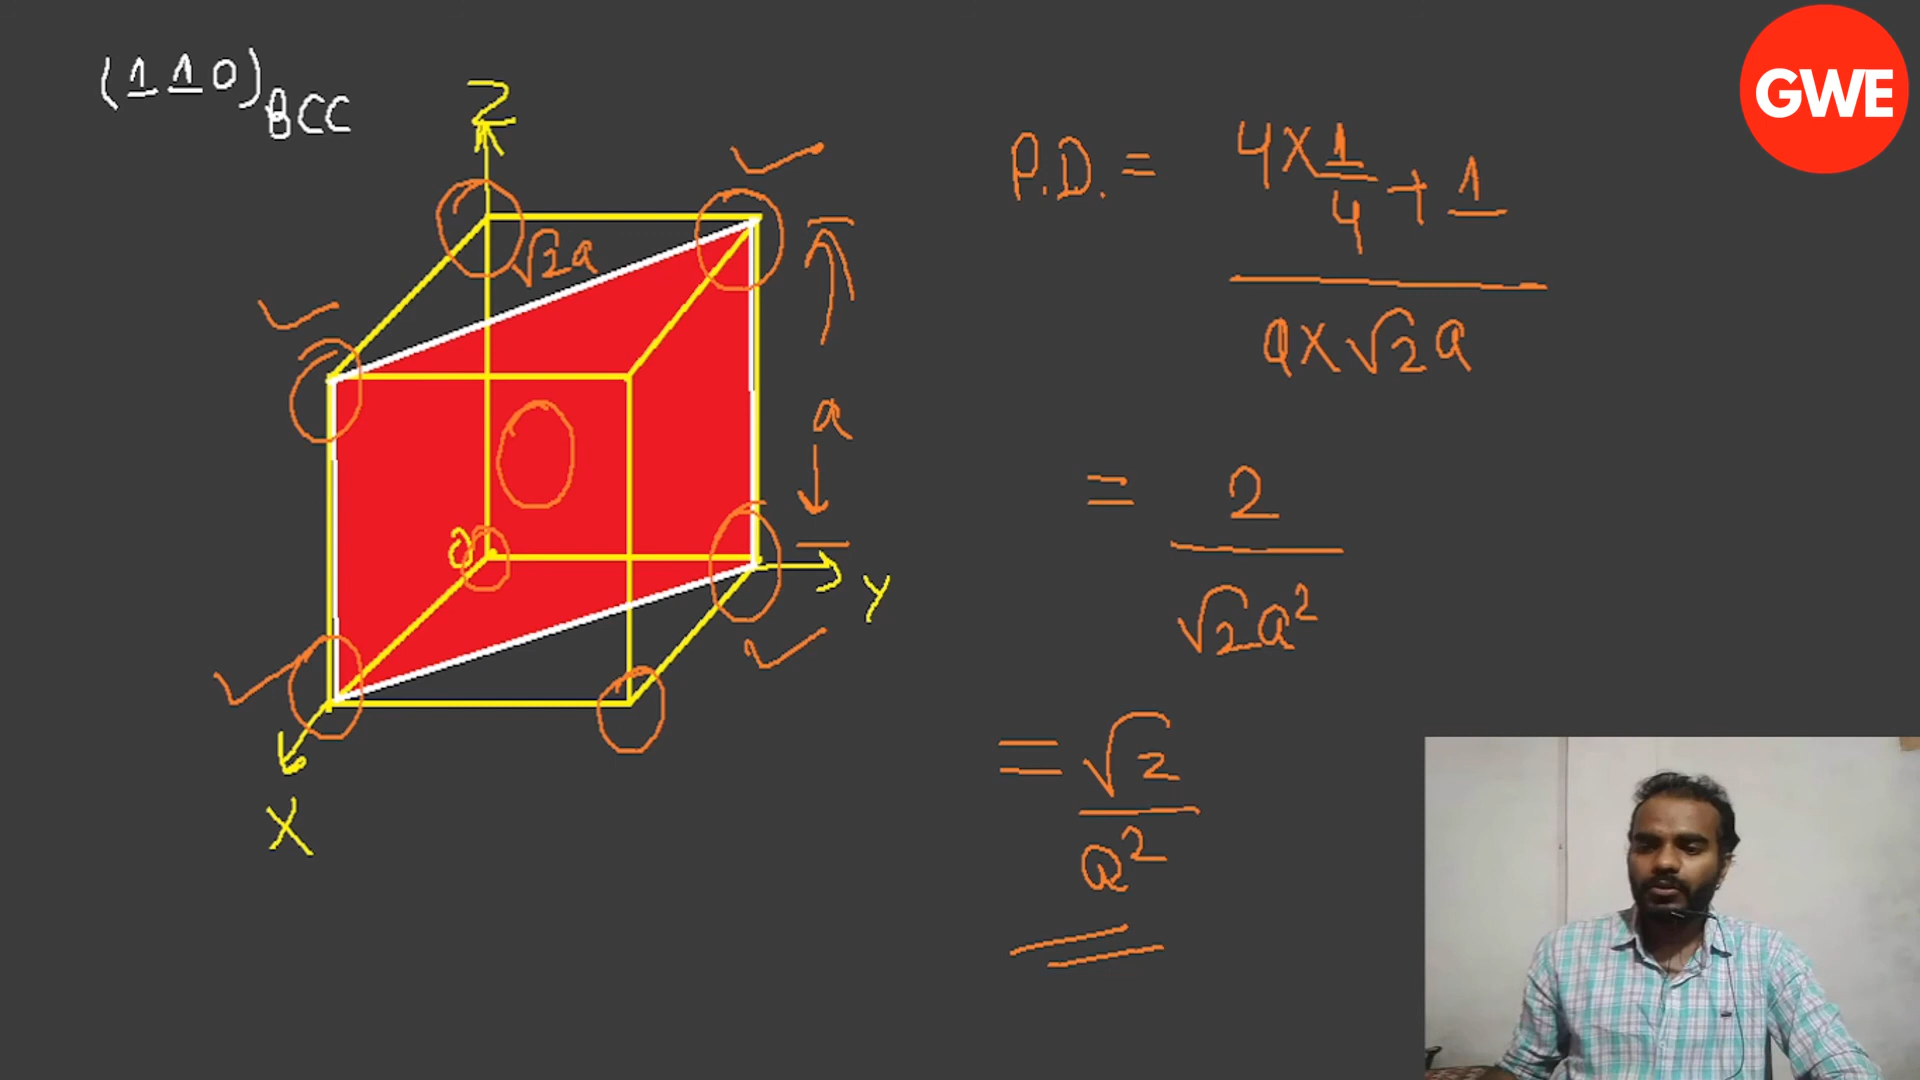 (110)BCC
Z
√2a
a
O
Y
X
P.D. = 4×1/4+1
a×√2a
= 2
√2a²
= √2
a²
GWE